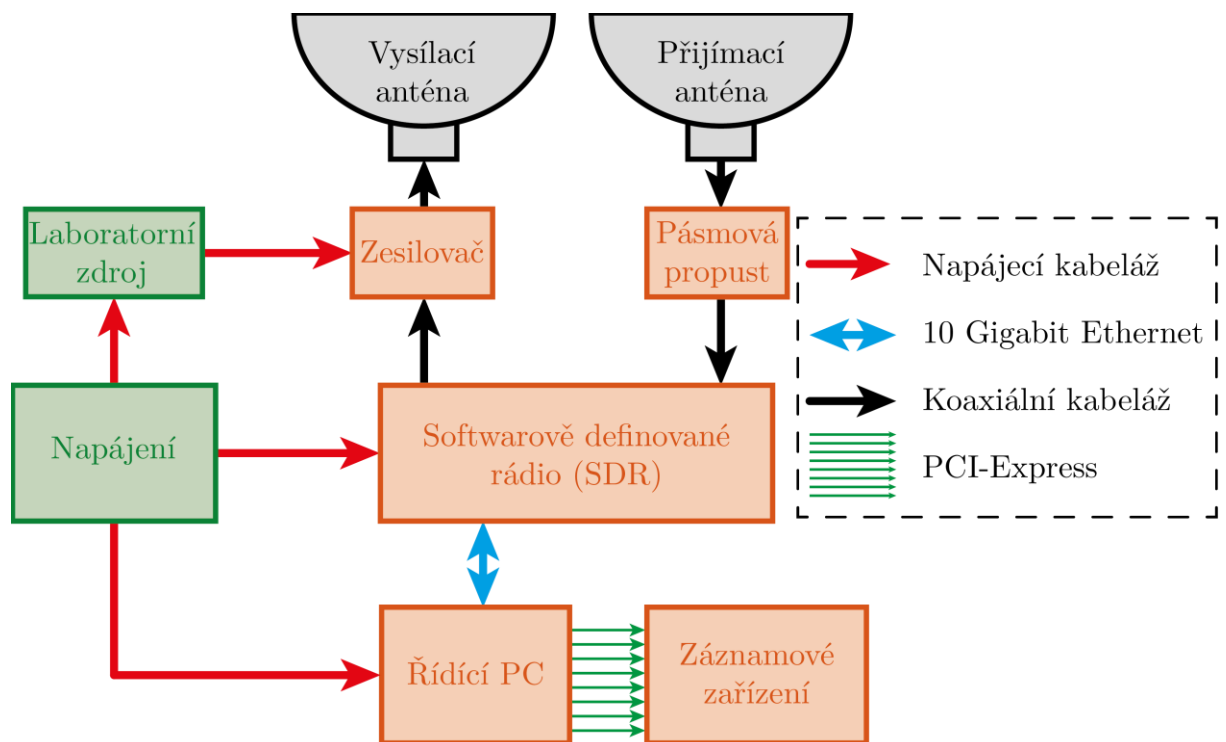 Vysílací
anténa
Přijímací
anténa
Laboratorní
zdroj
Zesilovač
Pásmová
propust
Napájecí kabeláž
10 Gigabit Ethernet
Koaxiální kabeláž
PCI-Express
Napájení
Softwarově definované
rádio (SDR)
Řídící PC
Záznamové
zařízení